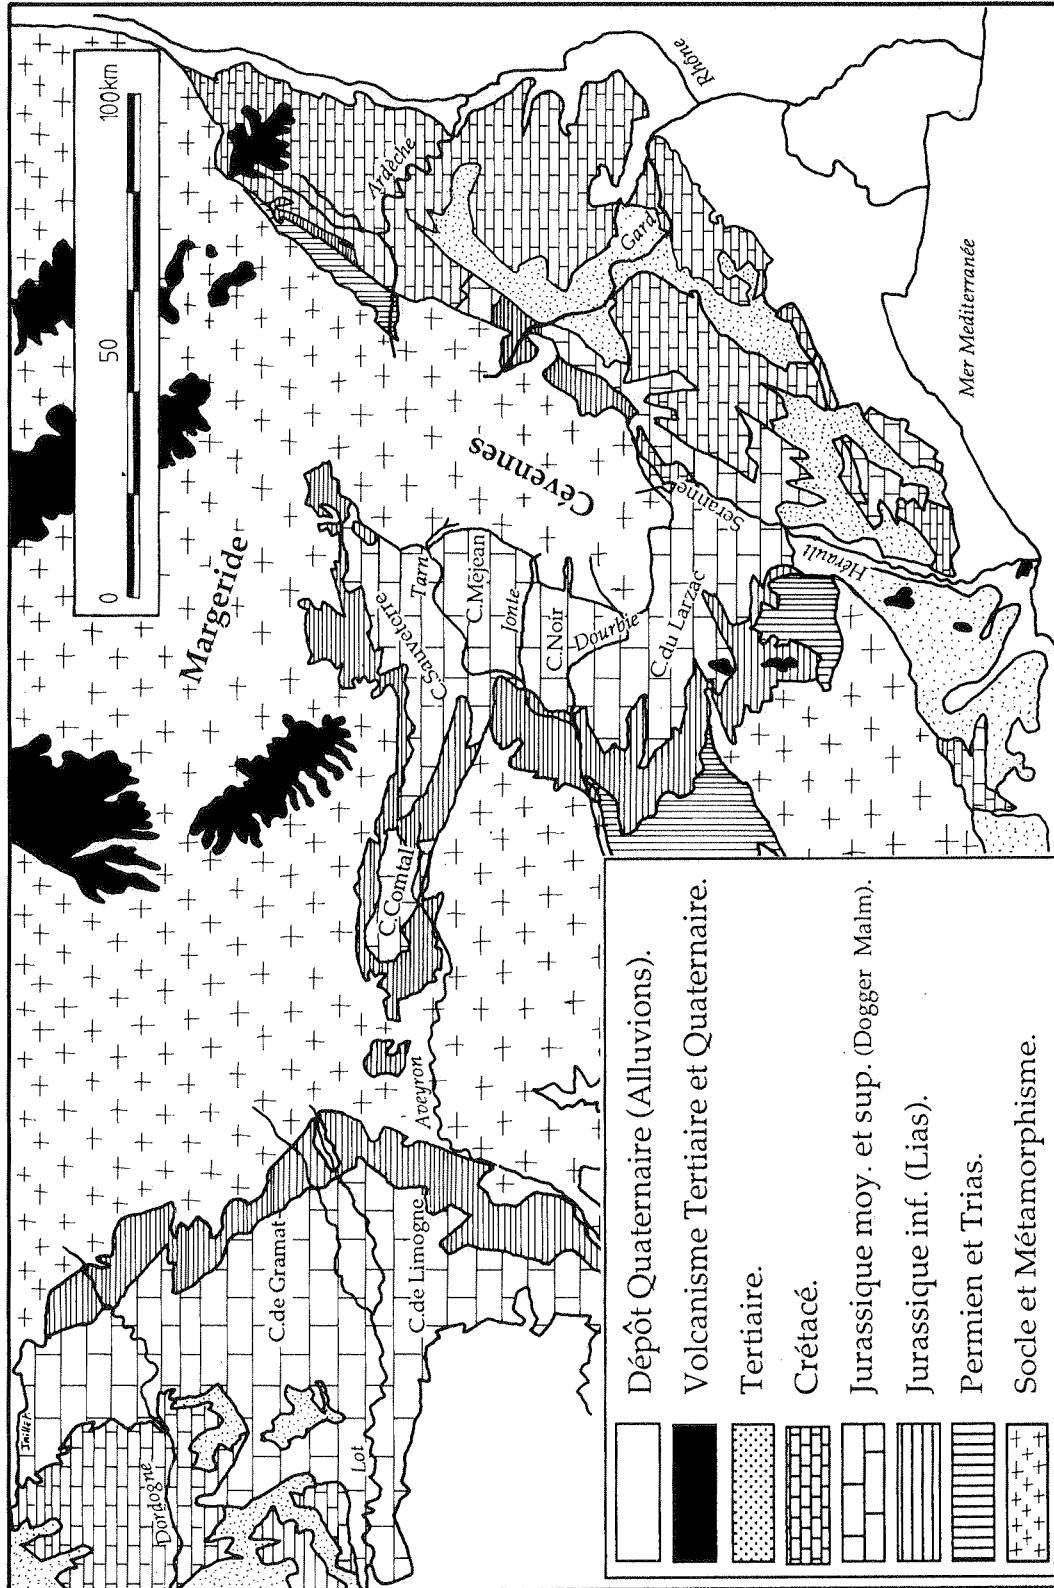 0 50 100km
Margeride
Cévennes
Ardèche
Rhône
Gard
Mer Mediterranée
Seranne
Hérault
C.Sauveterre
Tarn
C.Méjean
Jonte
C.Noir
Dourbie
C.du Larzac
C.Comtal
Aveyron
C.de Gramat
C.de Limogne
Lot
Dordogne
Dépôt Quaternaire (Alluvions).
Volcanisme Tertiaire et Quaternaire.
Tertiaire.
Crétacé.
Jurassique moy. et sup. (Dogger Malm).
Jurassique inf. (Lias).
Permien et Trias.
Socle et Métamorphisme.